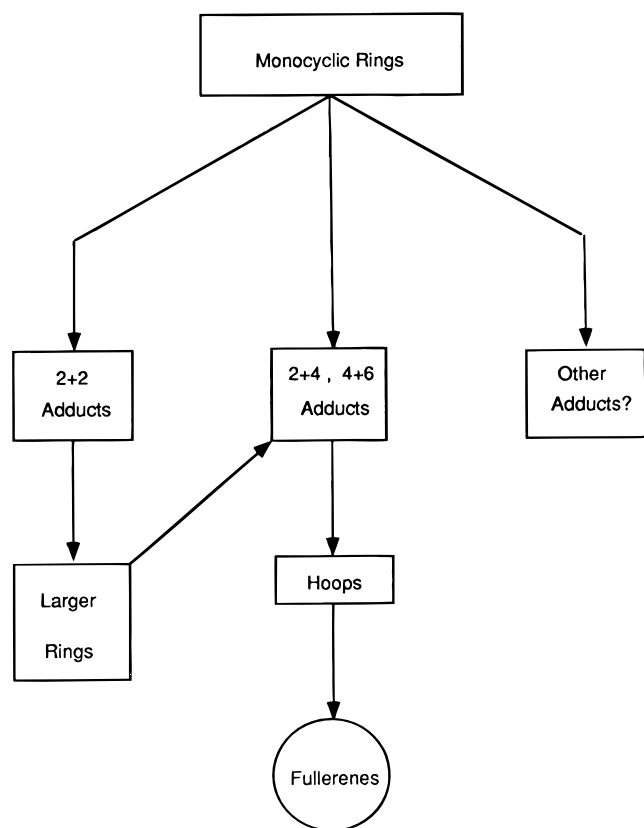 Monocyclic Rings
2+2
Adducts
2+4 , 4+6
Adducts
Other
Adducts?
Larger
Rings
Hoops
Fullerenes